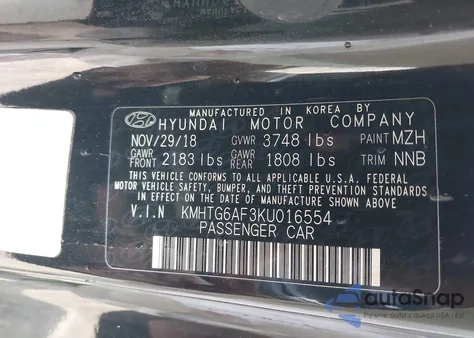 MANUFACTURED IN KOREA BY
HYUNDAI MOTOR COMPANY
NOV/29/18 GVWR 3748 lbs PAINT MZH
GAWR FRONT 2183 lbs GAWR REAR 1808 lbs TRIM NNB
THIS VEHICLE CONFORMS TO ALL APPLICABLE U.S.A. FEDERAL
MOTOR VEHICLE SAFETY, BUMPER, AND THEFT PREVENTION STANDARDS
IN EFFECT ON THE DATE OF MANUFACTURE SHOWN ABOVE.
V.I.N KMHTG6AF3KU016554
PASSENGER CAR
autoSnap